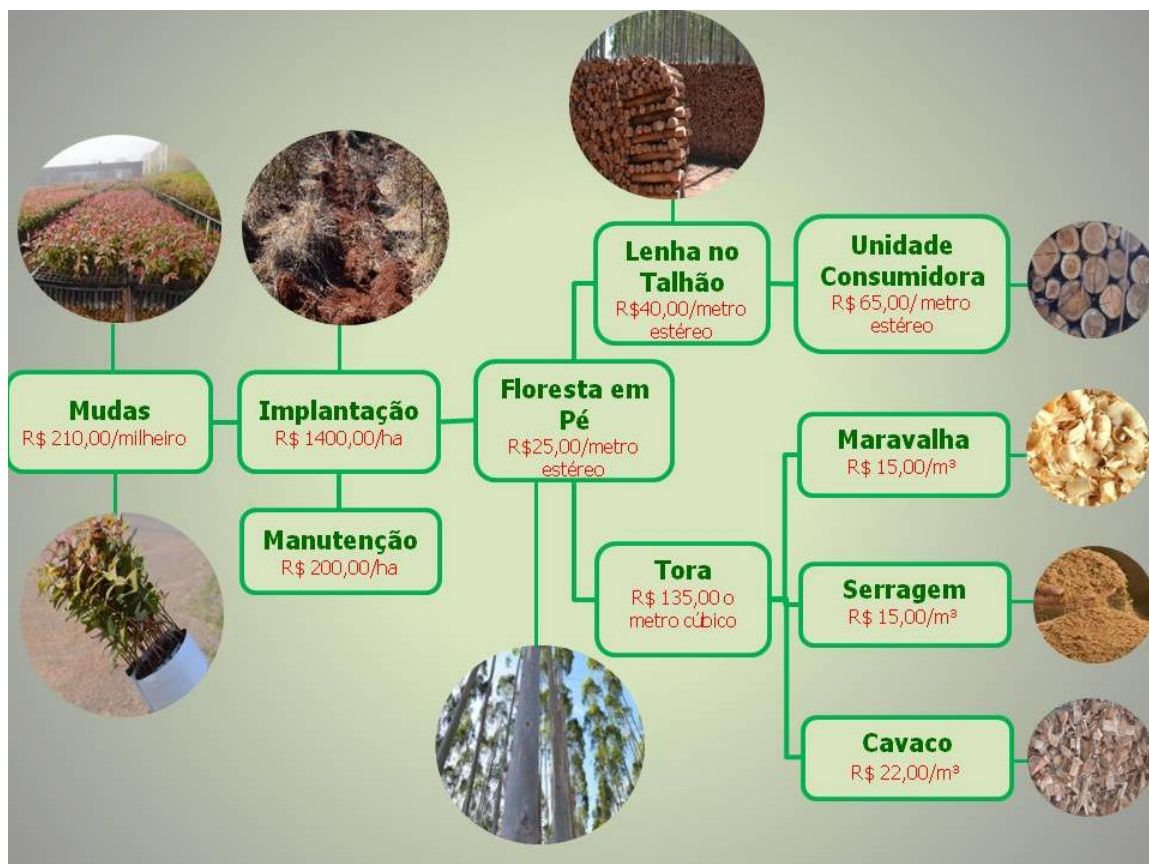 Mudas
R$ 210,00/milheiro
Implantação
R$ 1400,00/ha
Manutenção
R$ 200,00/ha
Floresta em
Pé
R$25,00/metro
estéreo
Lenha no
Talhão
R$40,00/metro
estéreo
Unidade
Consumidora
R$ 65,00/ metro
estéreo
Tora
R$ 135,00 o
metro cúbico
Maravalha
R$ 15,00/m³
Serragem
R$ 15,00/m³
Cavaco
R$ 22,00/m³